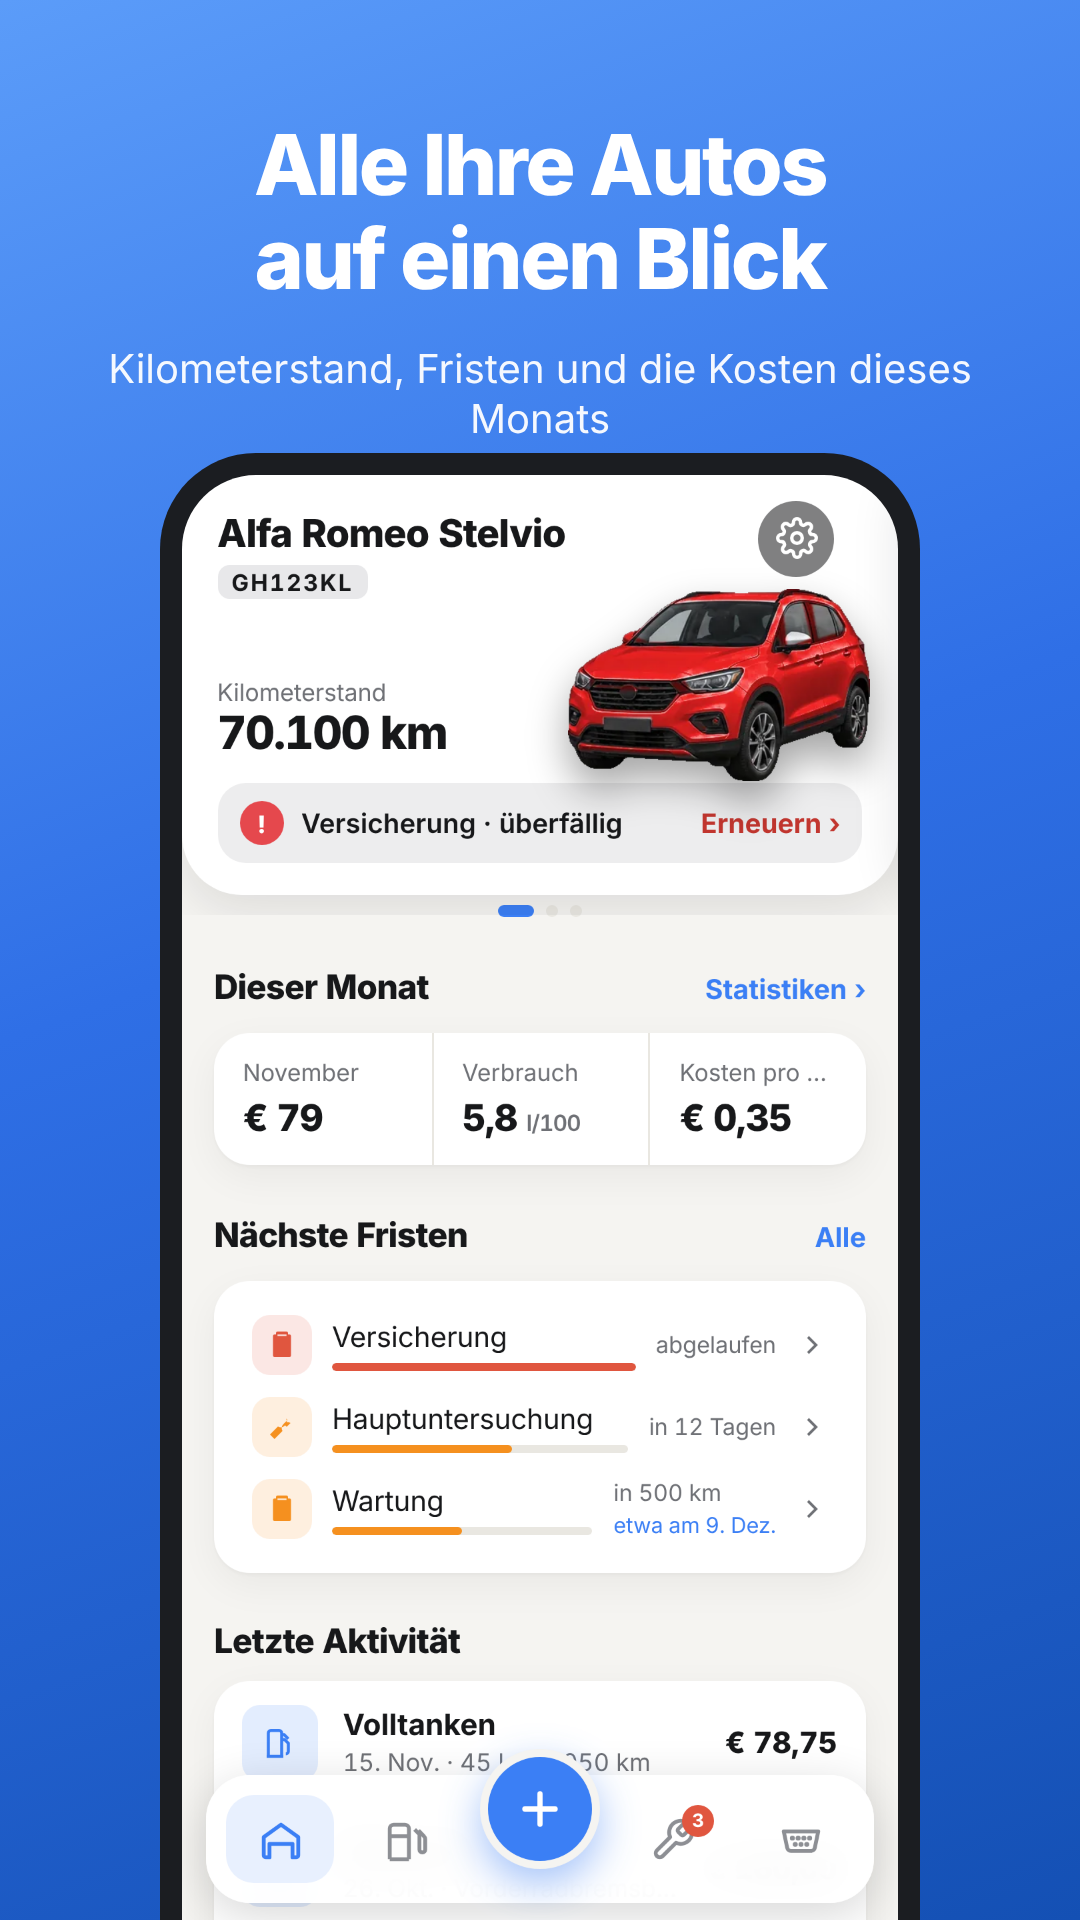 Alle Ihre Autos
auf einen Blick
Kilometerstand, Fristen und die Kosten dieses
Monats
Alfa Romeo Stelvio
GH123KL
Kilometerstand
70.100 km
! Versicherung · überfällig Erneuern ›
Dieser Monat Statistiken ›
November Verbrauch Kosten pro ...
€ 79 5,8 l/100 € 0,35
Nächste Fristen Alle
Versicherung abgelaufen
Hauptuntersuchung in 12 Tagen
Wartung in 500 km
etwa am 9. Dez.
Letzte Aktivität
Volltanken € 78,75
15. Nov. · 45 km
3